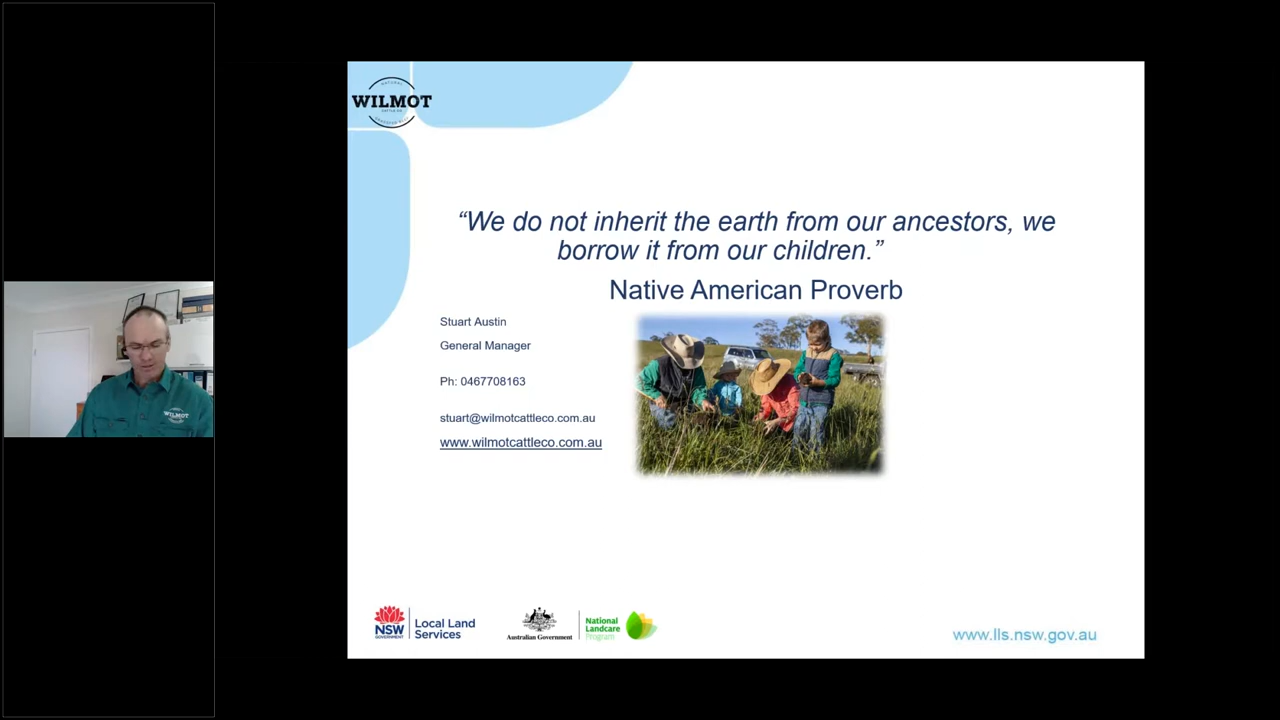 WILMOT
“We do not inherit the earth from our ancestors, we
borrow it from our children.”
Native American Proverb
Stuart Austin
General Manager
Ph: 0467708163
stuart@wilmotcattleco.com.au
www.wilmotcattleco.com.au
WILMOT
NSW
GOVERNMENT
Local Land
Services
Australian Government
National
Landcare
Program
www.lls.nsw.gov.au